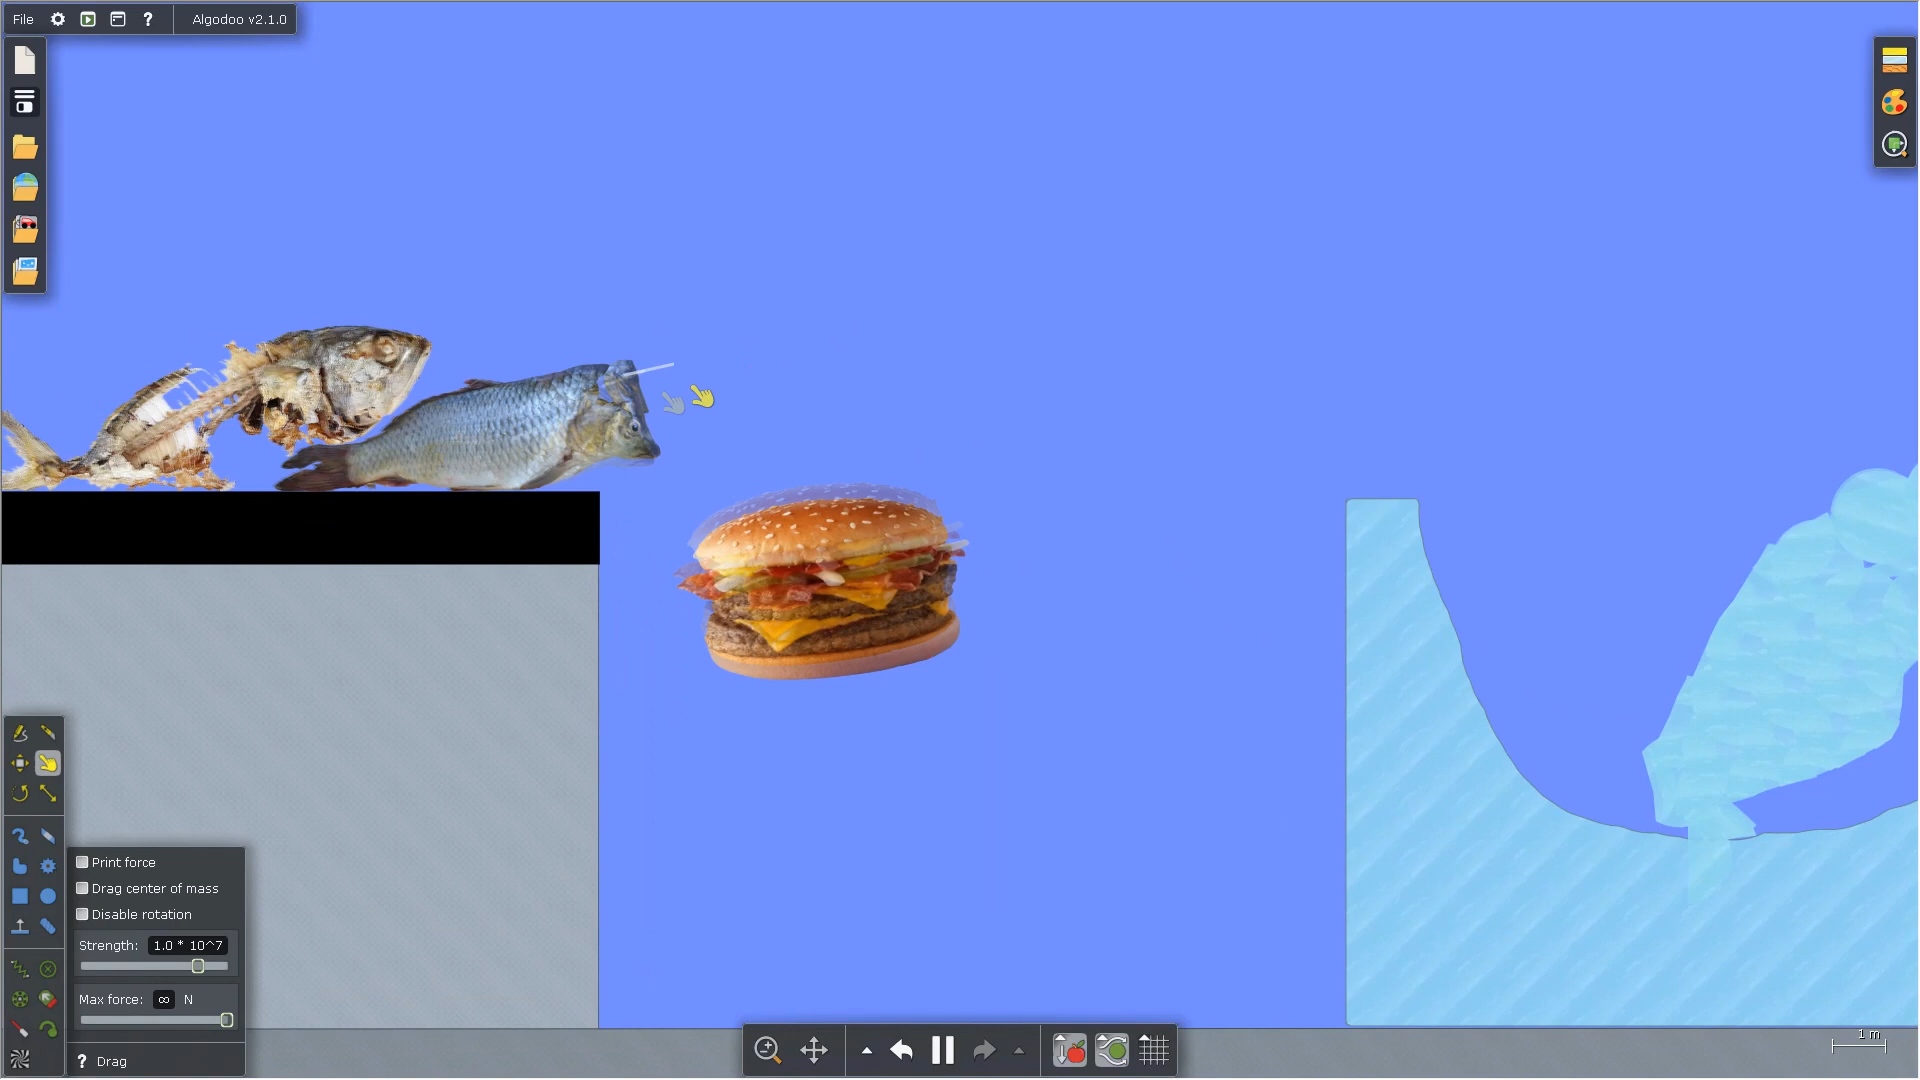 File ? Algodoo v2.1.0
Print force
Drag center of mass
Disable rotation
Strength: 1.0 * 10^7
Max force: ∞ N
? Drag
1 m